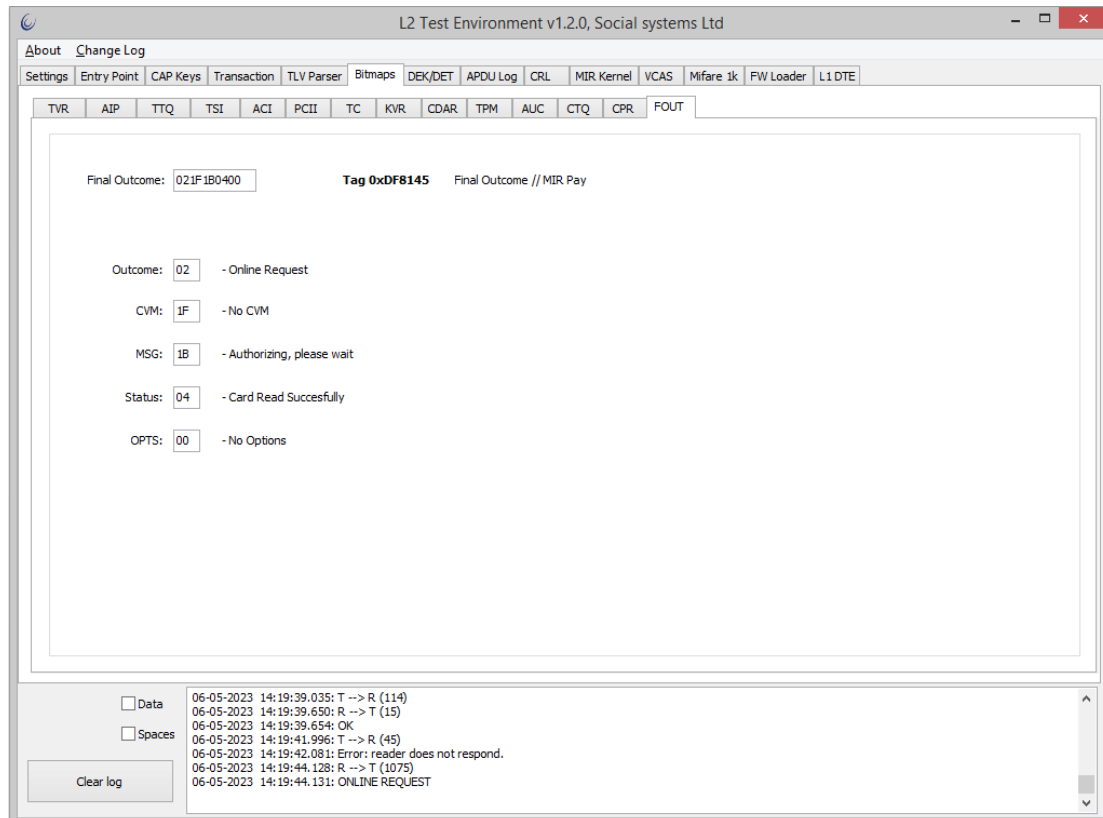 L2 Test Environment v1.2.0, Social systems Ltd
About Change Log
Settings Entry Point CAP Keys Transaction TLV Parser Bitmaps DEK/DET APDU Log CRL MIR Kernel VCAS Mifare 1k FW Loader L1 DTE
TVR AIP TTQ TSI ACI PCII TC KVR CDAR TPM AUC CTQ CPR FOUT
Final Outcome: 021F1B0400 Tag 0xDF8145 Final Outcome // MIR Pay
Outcome: 02 - Online Request
CVM: 1F - No CVM
MSG: 1B - Authorizing, please wait
Status: 04 - Card Read Succesfully
OPTS: 00 - No Options
Data
Spaces
Clear log
06-05-2023 14:19:39.035: T --> R (114)
06-05-2023 14:19:39.650: R --> T (15)
06-05-2023 14:19:39.654: OK
06-05-2023 14:19:41.996: T --> R (45)
06-05-2023 14:19:42.081: Error: reader does not respond.
06-05-2023 14:19:44.128: R --> T (1075)
06-05-2023 14:19:44.131: ONLINE REQUEST